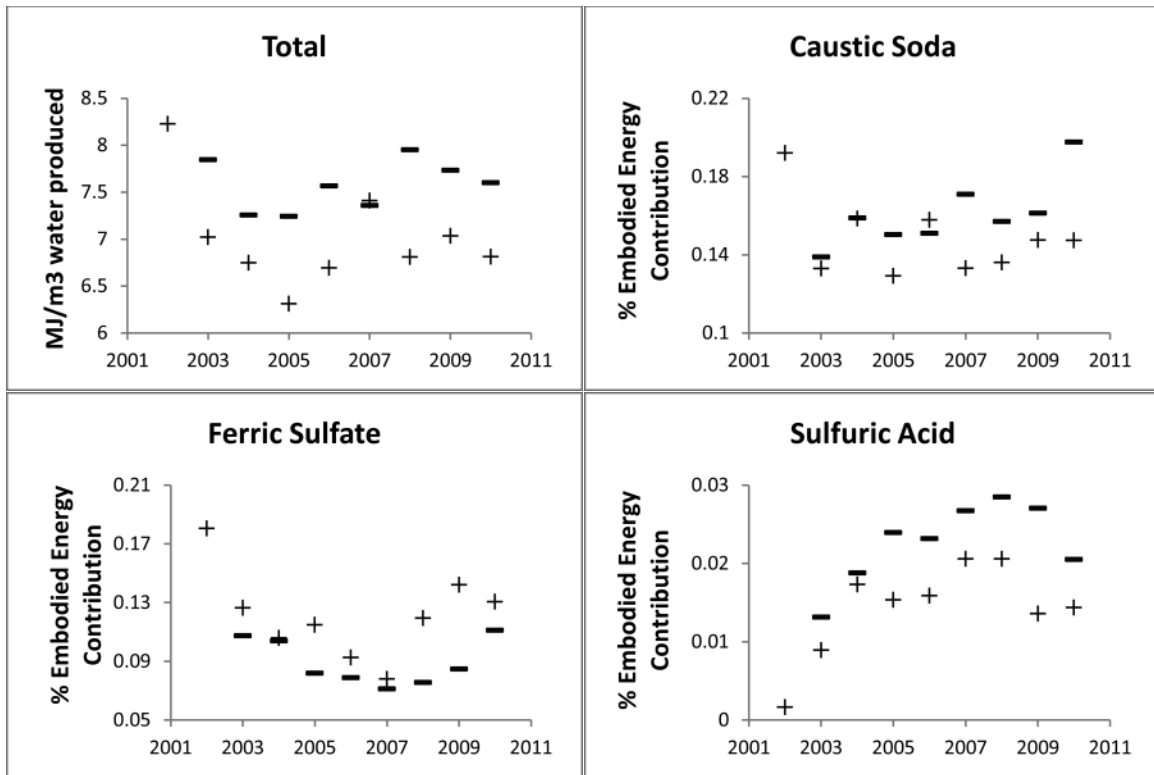 Total
MJ/m3 water produced
8.5
8
7.5
7
6.5
6
2001 2003 2005 2007 2009 2011
Caustic Soda
% Embodied Energy
Contribution
0.22
0.18
0.14
0.1
2001 2003 2005 2007 2009 2011
Ferric Sulfate
% Embodied Energy
Contribution
0.21
0.17
0.13
0.09
0.05
2001 2003 2005 2007 2009 2011
Sulfuric Acid
% Embodied Energy
Contribution
0.03
0.02
0.01
0
2001 2003 2005 2007 2009 2011